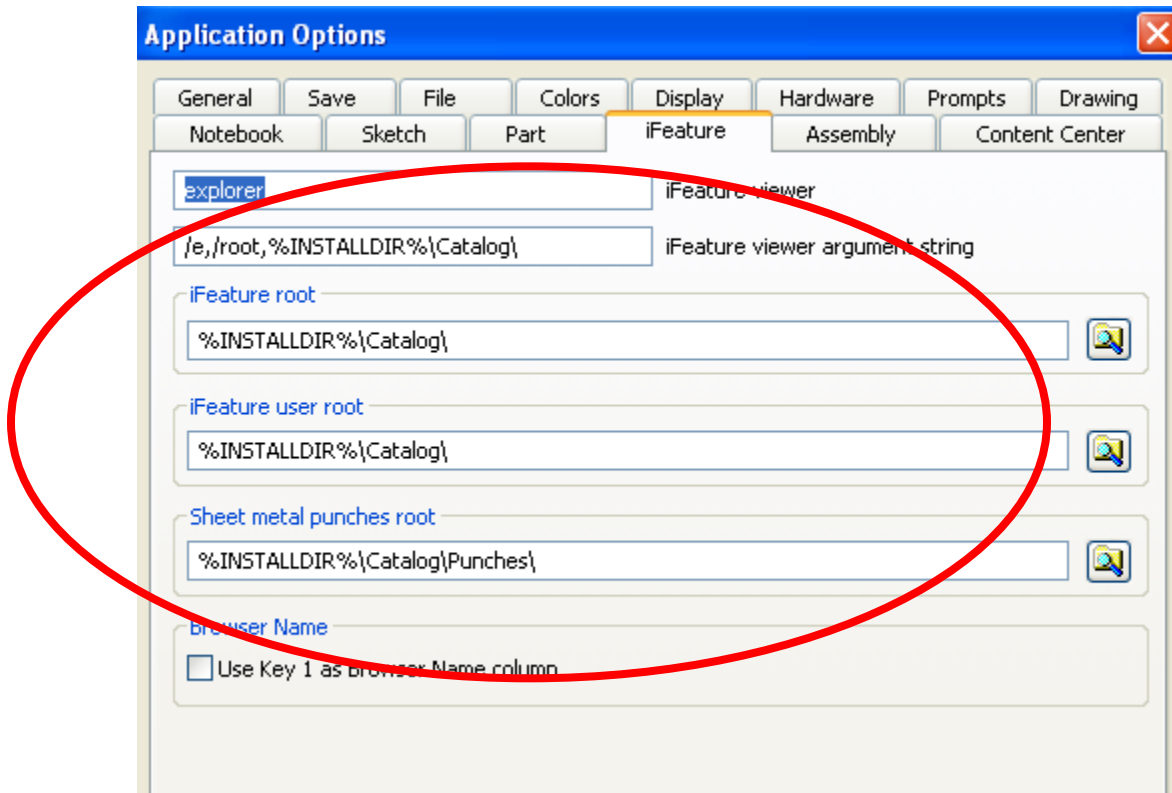 Application Options
General Save File Colors Display Hardware Prompts Drawing
Notebook Sketch Part iFeature Assembly Content Center
explorer iFeature viewer
/e,/root,%INSTALLDIR%\Catalog\ iFeature viewer argument string
iFeature root
%INSTALLDIR%\Catalog\
iFeature user root
%INSTALLDIR%\Catalog\
Sheet metal punches root
%INSTALLDIR%\Catalog\Punches\
Browser Name
Use Key 1 as Browser Name column